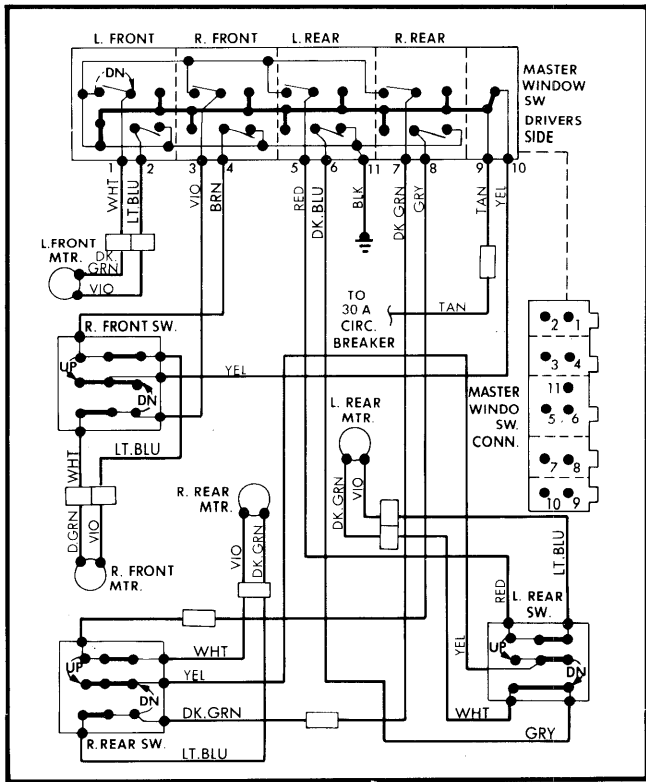 L. FRONT R. FRONT L.REAR R.REAR
DN
MASTER
WINDOW
SW
DRIVERS
SIDE
1 2 3 4 5 6 11 7 8 9 10
WHT LT.BLU VIO BRN RED DK.BLU BLK DK GRN GRY TAN YEL
L.FRONT
MTR.
DK.
GRN
VIO
TO
30 A
CIRC.
BREAKER
TAN
R. FRONT SW.
UP
DN
YEL
2 1
3 4
11
5 6
7 8
10 9
MASTER
WINDO
SW.
CONN.
L. REAR
MTR.
WHT
LT.BLU
D.GRN
VIO
R. FRONT
MTR.
R. REAR
MTR.
VIO
DK.GRN
DK.GRN
VIO
LT.BLU
RED
L. REAR
SW.
UP
DN
YEL
WHT
GRY
UP
DN
WHT
YEL
DK.GRN
LT.BLU
R.REAR SW.